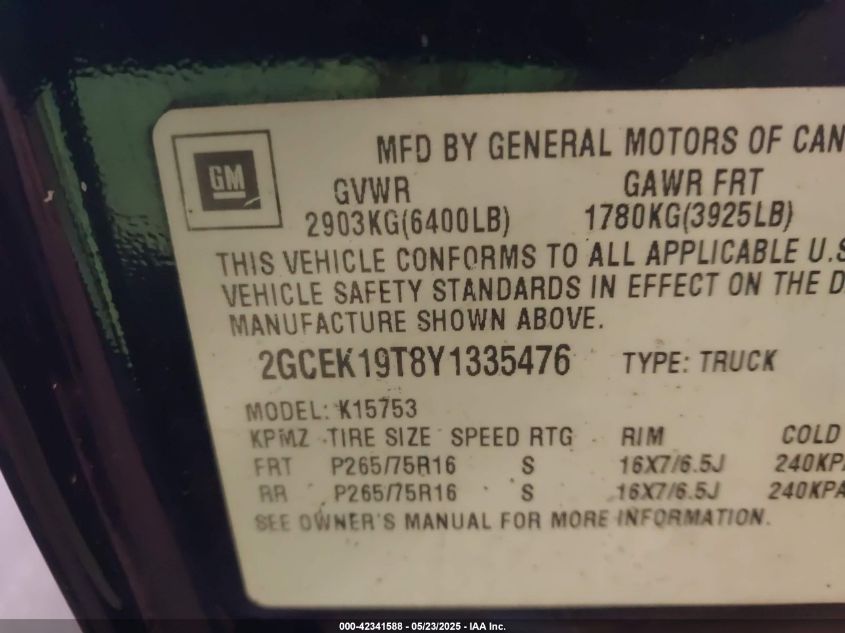 MFD BY GENERAL MOTORS OF CAN
GM
GVWR GAWR FRT
2903KG(6400LB) 1780KG(3925LB)
THIS VEHICLE CONFORMS TO ALL APPLICABLE U.S
VEHICLE SAFETY STANDARDS IN EFFECT ON THE D
MANUFACTURE SHOWN ABOVE.
2GCEK19T8Y1335476 TYPE: TRUCK
MODEL: K15753
KPMZ TIRE SIZE SPEED RTG RIM COLD
FRT P265/75R16 S 16X7/6.5J 240KPA
RR P265/75R16 S 16X7/6.5J 240KPA
SEE OWNER'S MANUAL FOR MORE INFORMATION.
000-42341588 — 05/23/2025 - IAA Inc.